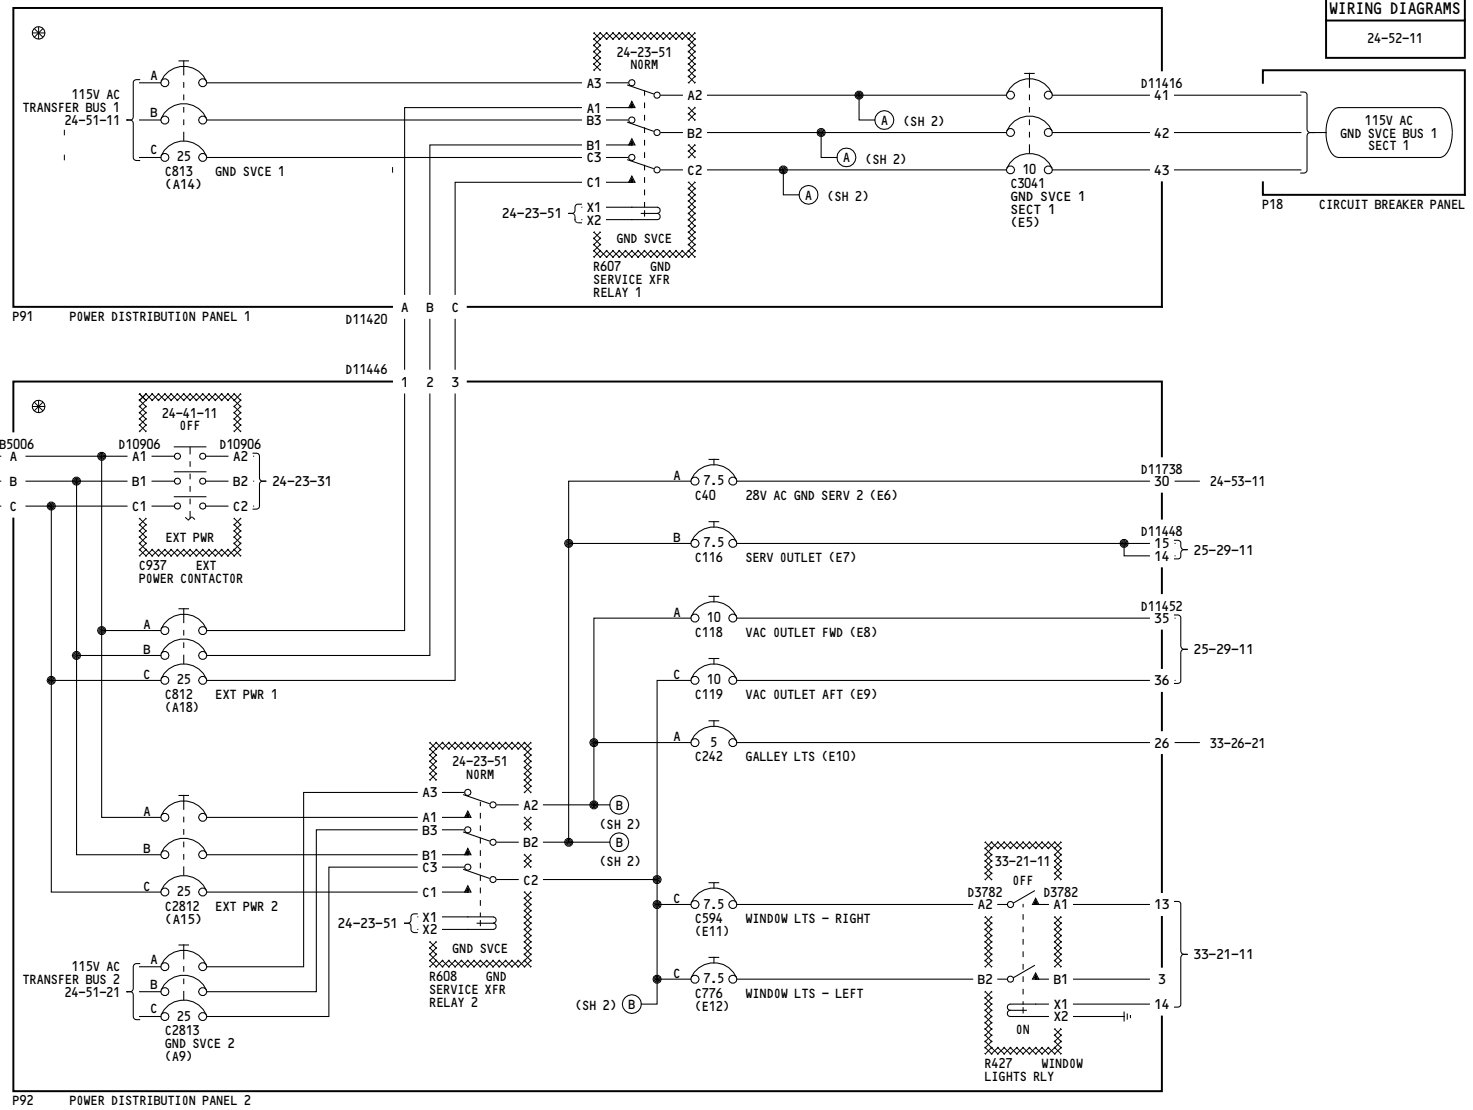 WIRING DIAGRAMS
24-52-11
115V AC
TRANSFER BUS 1
24-51-11
A
B
C
25
C813
(A14)
GND SVCE 1
24-23-51
NORM
A3
A1
B3
B1
C3
C1
A2
B2
C2
24-23-51
X1
X2
GND SVCE
R607 GND
SERVICE XFR
RELAY 1
A (SH 2)
A (SH 2)
A (SH 2)
10
C3041
GND SVCE 1
SECT 1
(E5)
D11416
41
42
43
115V AC
GND SVCE BUS 1
SECT 1
P18 CIRCUIT BREAKER PANEL
P91 POWER DISTRIBUTION PANEL 1
D11420
A B C
D11446
1 2 3
B5006
A
B
C
24-41-11
OFF
D10906 D10906
A1 A2
B1 B2
C1 C2
24-23-31
EXT PWR
C937 EXT
POWER CONTACTOR
A
B
C
25
C812
(A18)
EXT PWR 1
A
B
C
25
C2812
(A15)
EXT PWR 2
115V AC
TRANSFER BUS 2
24-51-21
A
B
C
25
C2813
GND SVCE 2
(A9)
24-23-51
NORM
A3
A1
B3
B1
C3
C1
A2
B2
C2
24-23-51
X1
X2
GND SVCE
R608 GND
SERVICE XFR
RELAY 2
B
(SH 2)
B
(SH 2)
(SH 2) B
A 7.5
C40 28V AC GND SERV 2 (E6)
D11738
30 24-53-11
B 7.5
C116 SERV OUTLET (E7)
D11448
15
14
25-29-11
A 10
C118 VAC OUTLET FWD (E8)
D11452
35
C 10
C119 VAC OUTLET AFT (E9)
36
25-29-11
A 5
C242 GALLEY LTS (E10)
26 33-26-21
C 7.5
C594 WINDOW LTS - RIGHT
(E11)
C 7.5
C776 WINDOW LTS - LEFT
(E12)
33-21-11
OFF
D3782 D3782
A2 A1
B2 B1
X1
X2
ON
R427 WINDOW
LIGHTS RLY
13
3
14
33-21-11
P92 POWER DISTRIBUTION PANEL 2